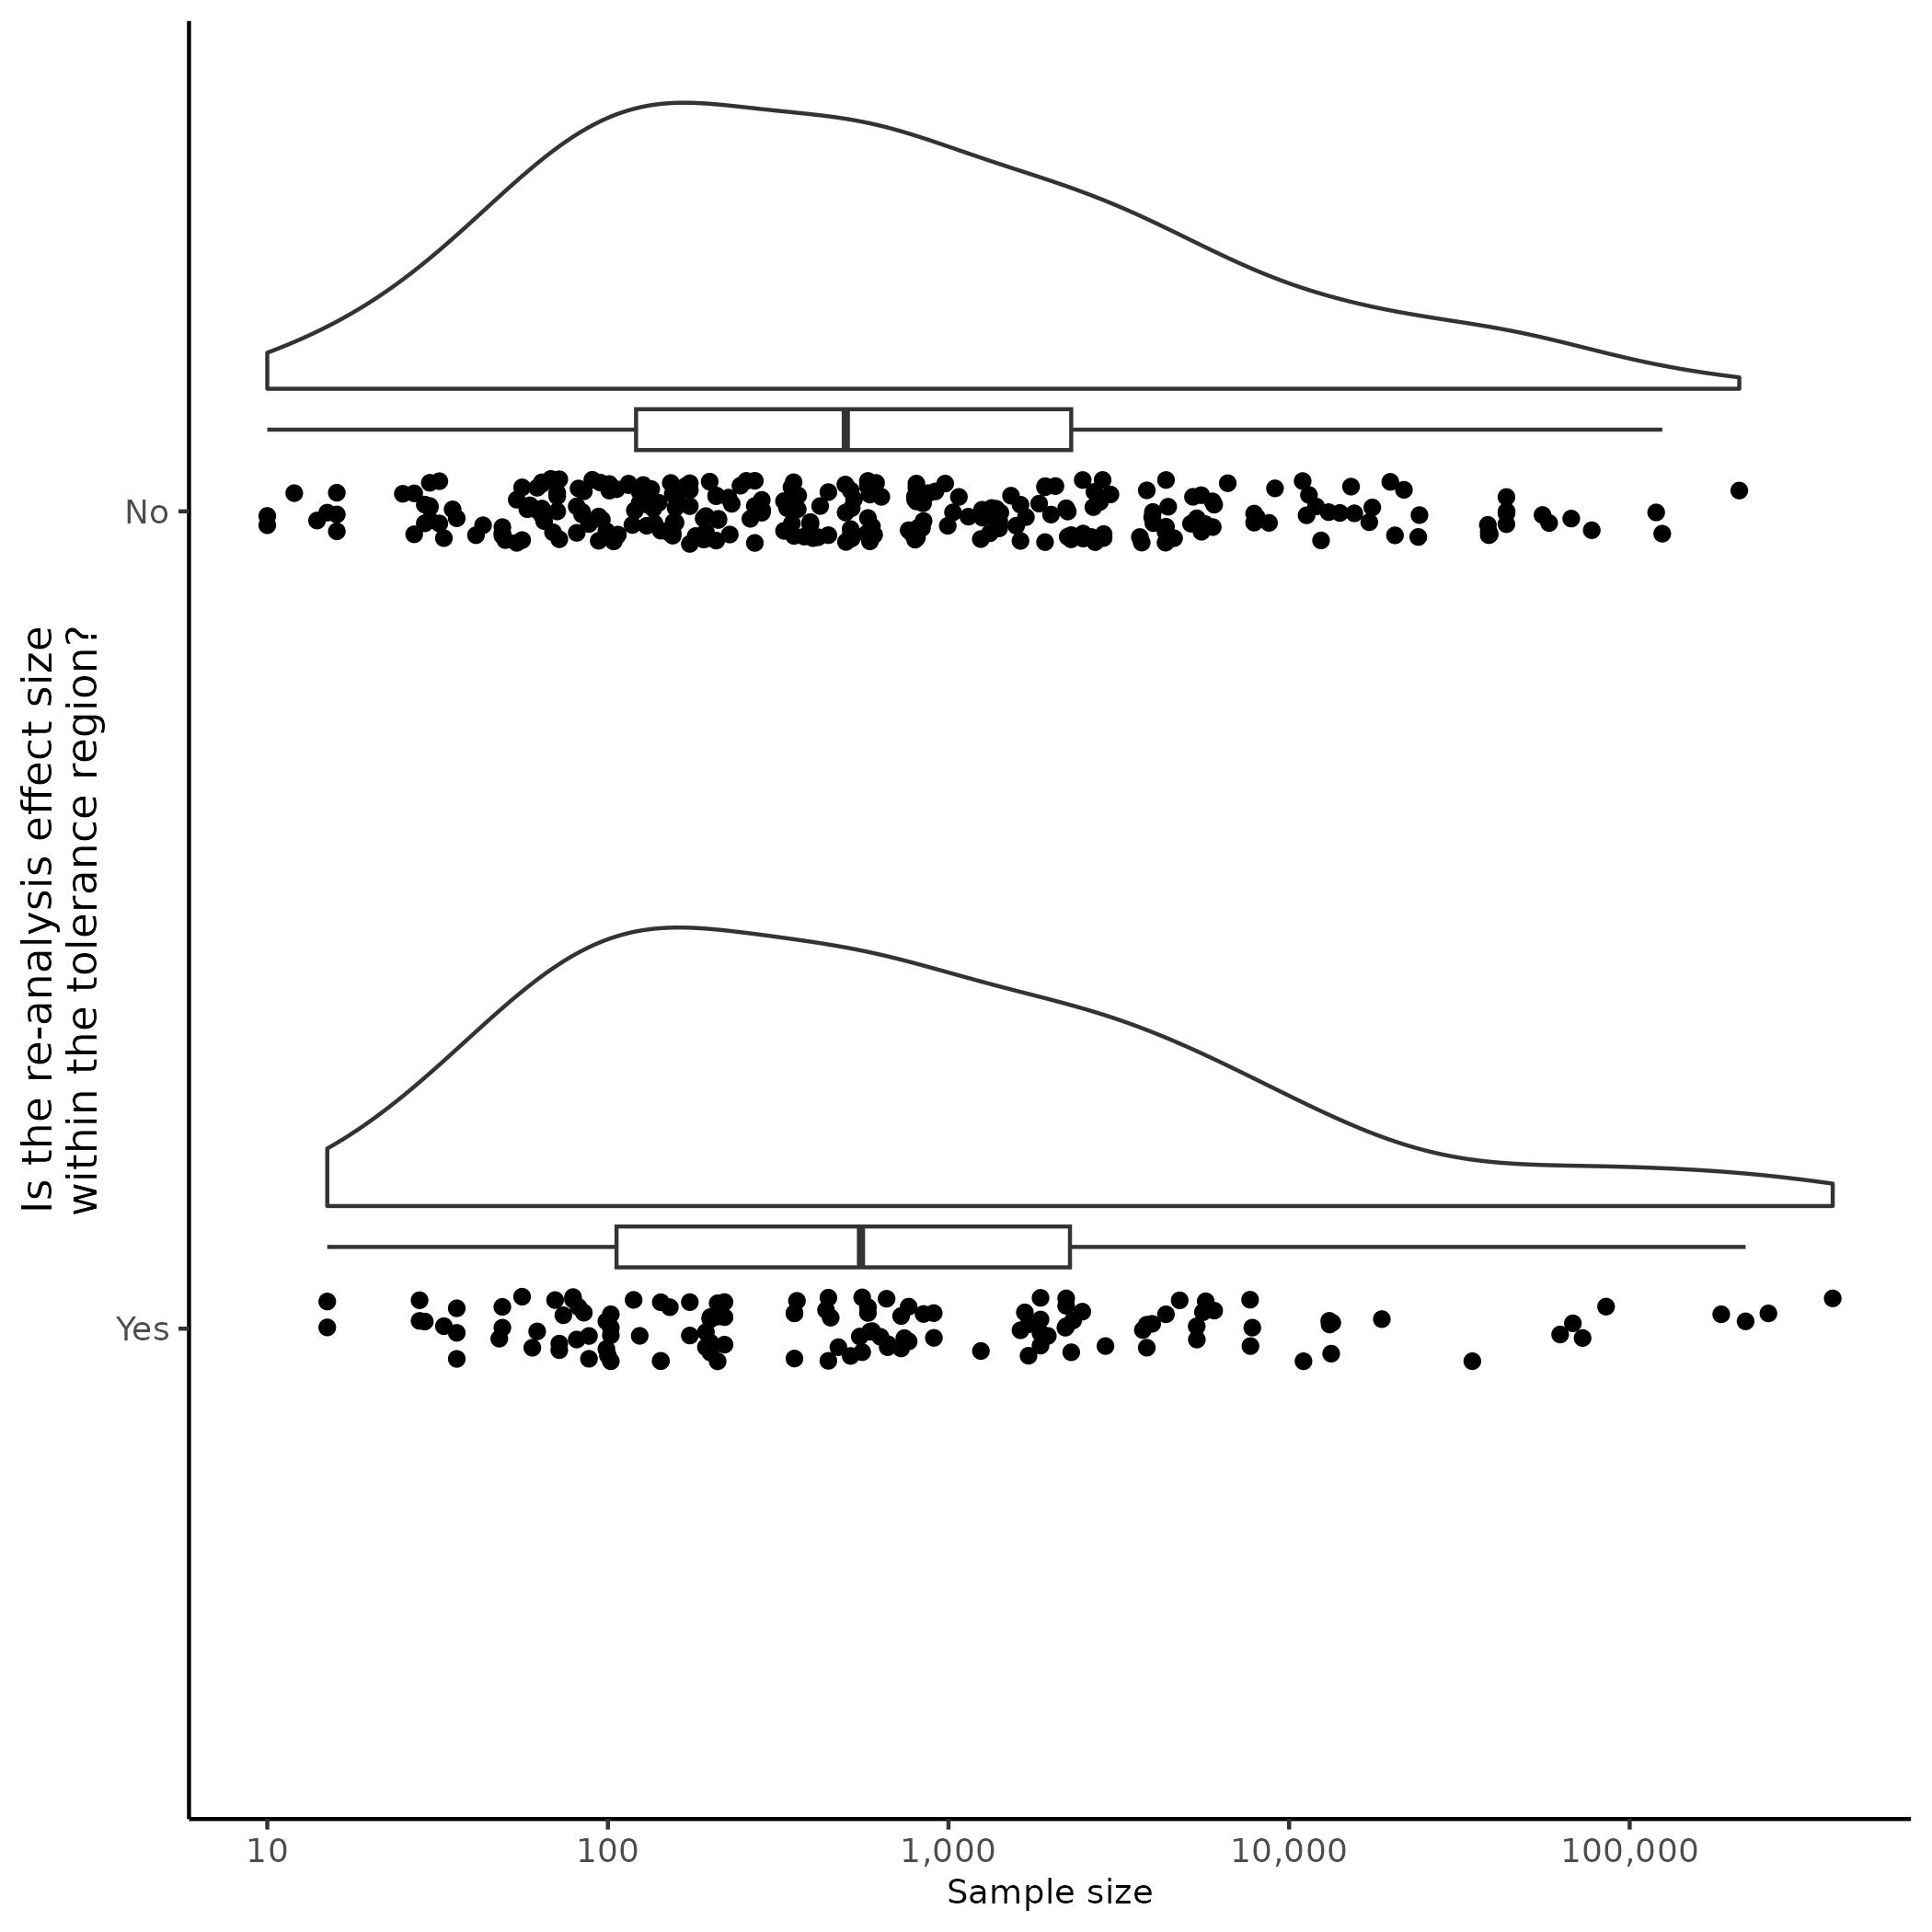 Is the re-analysis effect size
within the tolerance region?
No
Yes
10
100
1,000
10,000
100,000
Sample size